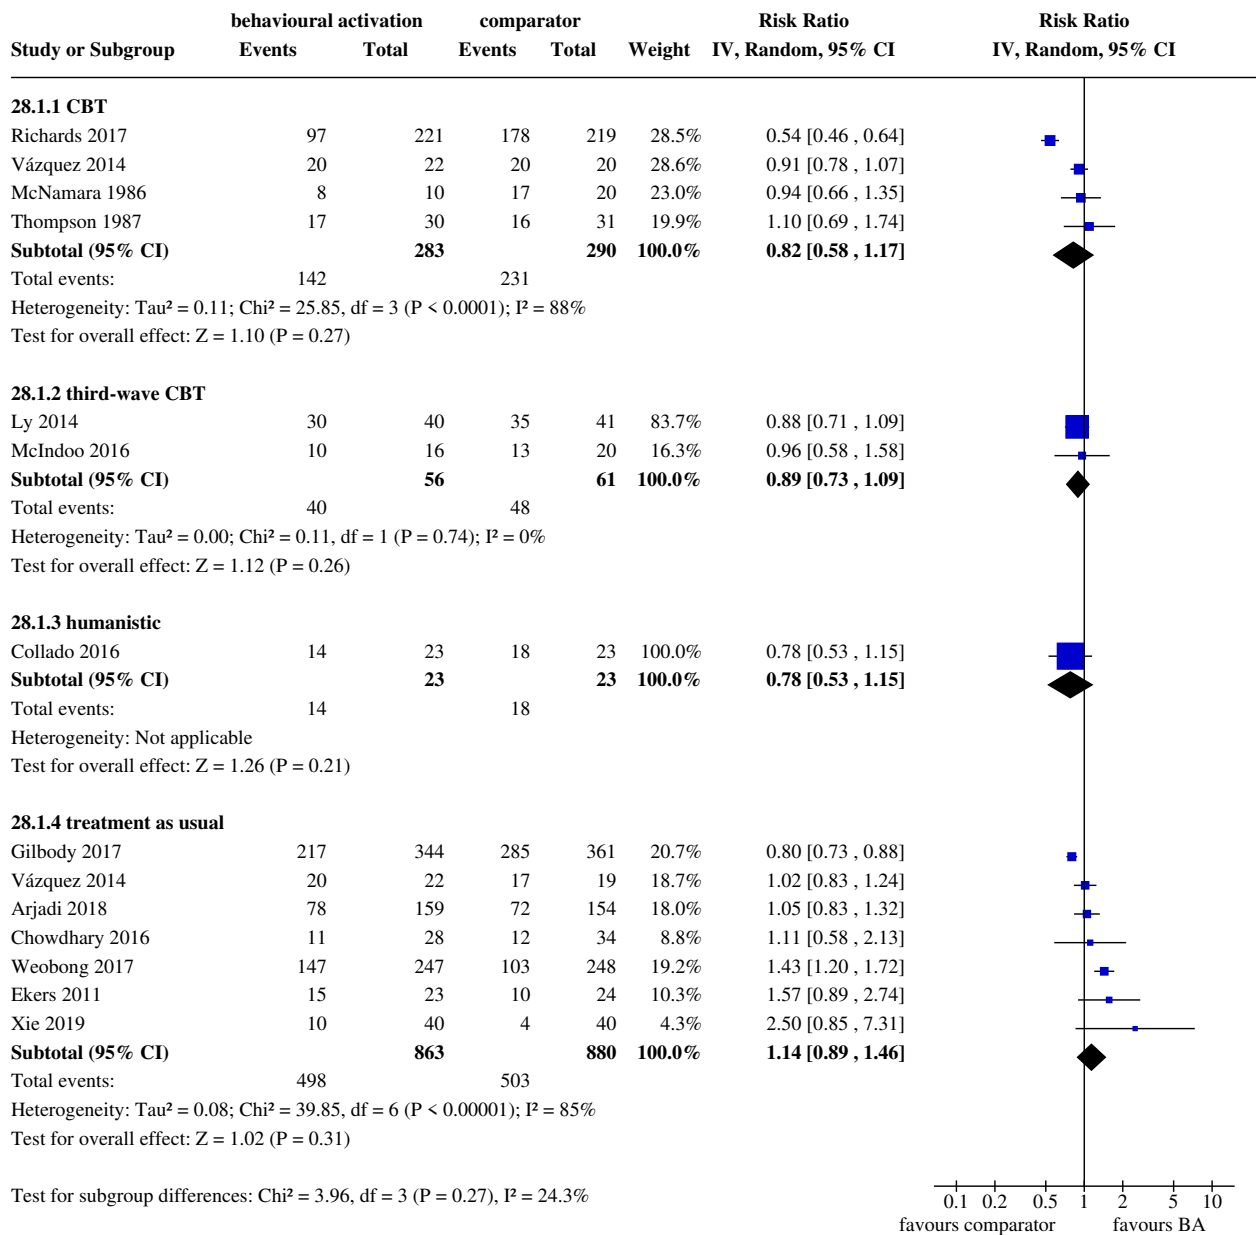 behavioural activation comparator Risk Ratio Risk Ratio
Study or Subgroup Events Total Events Total Weight IV, Random, 95% CI IV, Random, 95% CI
28.1.1 CBT
Richards 2017 97 221 178 219 28.5% 0.54 [0.46 , 0.64]
Vázquez 2014 20 22 20 20 28.6% 0.91 [0.78 , 1.07]
McNamara 1986 8 10 17 20 23.0% 0.94 [0.66 , 1.35]
Thompson 1987 17 30 16 31 19.9% 1.10 [0.69 , 1.74]
Subtotal (95% CI) 283 290 100.0% 0.82 [0.58 , 1.17]
Total events: 142 231
Heterogeneity: Tau² = 0.11; Chi² = 25.85, df = 3 (P < 0.0001); I² = 88%
Test for overall effect: Z = 1.10 (P = 0.27)
28.1.2 third-wave CBT
Ly 2014 30 40 35 41 83.7% 0.88 [0.71 , 1.09]
McIndoo 2016 10 16 13 20 16.3% 0.96 [0.58 , 1.58]
Subtotal (95% CI) 56 61 100.0% 0.89 [0.73 , 1.09]
Total events: 40 48
Heterogeneity: Tau² = 0.00; Chi² = 0.11, df = 1 (P = 0.74); I² = 0%
Test for overall effect: Z = 1.12 (P = 0.26)
28.1.3 humanistic
Collado 2016 14 23 18 23 100.0% 0.78 [0.53 , 1.15]
Subtotal (95% CI) 23 23 100.0% 0.78 [0.53 , 1.15]
Total events: 14 18
Heterogeneity: Not applicable
Test for overall effect: Z = 1.26 (P = 0.21)
28.1.4 treatment as usual
Gilbody 2017 217 344 285 361 20.7% 0.80 [0.73 , 0.88]
Vázquez 2014 20 22 17 19 18.7% 1.02 [0.83 , 1.24]
Arjadi 2018 78 159 72 154 18.0% 1.05 [0.83 , 1.32]
Chowdhary 2016 11 28 12 34 8.8% 1.11 [0.58 , 2.13]
Weobong 2017 147 247 103 248 19.2% 1.43 [1.20 , 1.72]
Ekers 2011 15 23 10 24 10.3% 1.57 [0.89 , 2.74]
Xie 2019 10 40 4 40 4.3% 2.50 [0.85 , 7.31]
Subtotal (95% CI) 863 880 100.0% 1.14 [0.89 , 1.46]
Total events: 498 503
Heterogeneity: Tau² = 0.08; Chi² = 39.85, df = 6 (P < 0.00001); I² = 85%
Test for overall effect: Z = 1.02 (P = 0.31)
Test for subgroup differences: Chi² = 3.96, df = 3 (P = 0.27), I² = 24.3%
0.1 0.2 0.5 1 2 5 10
favours comparator favours BA